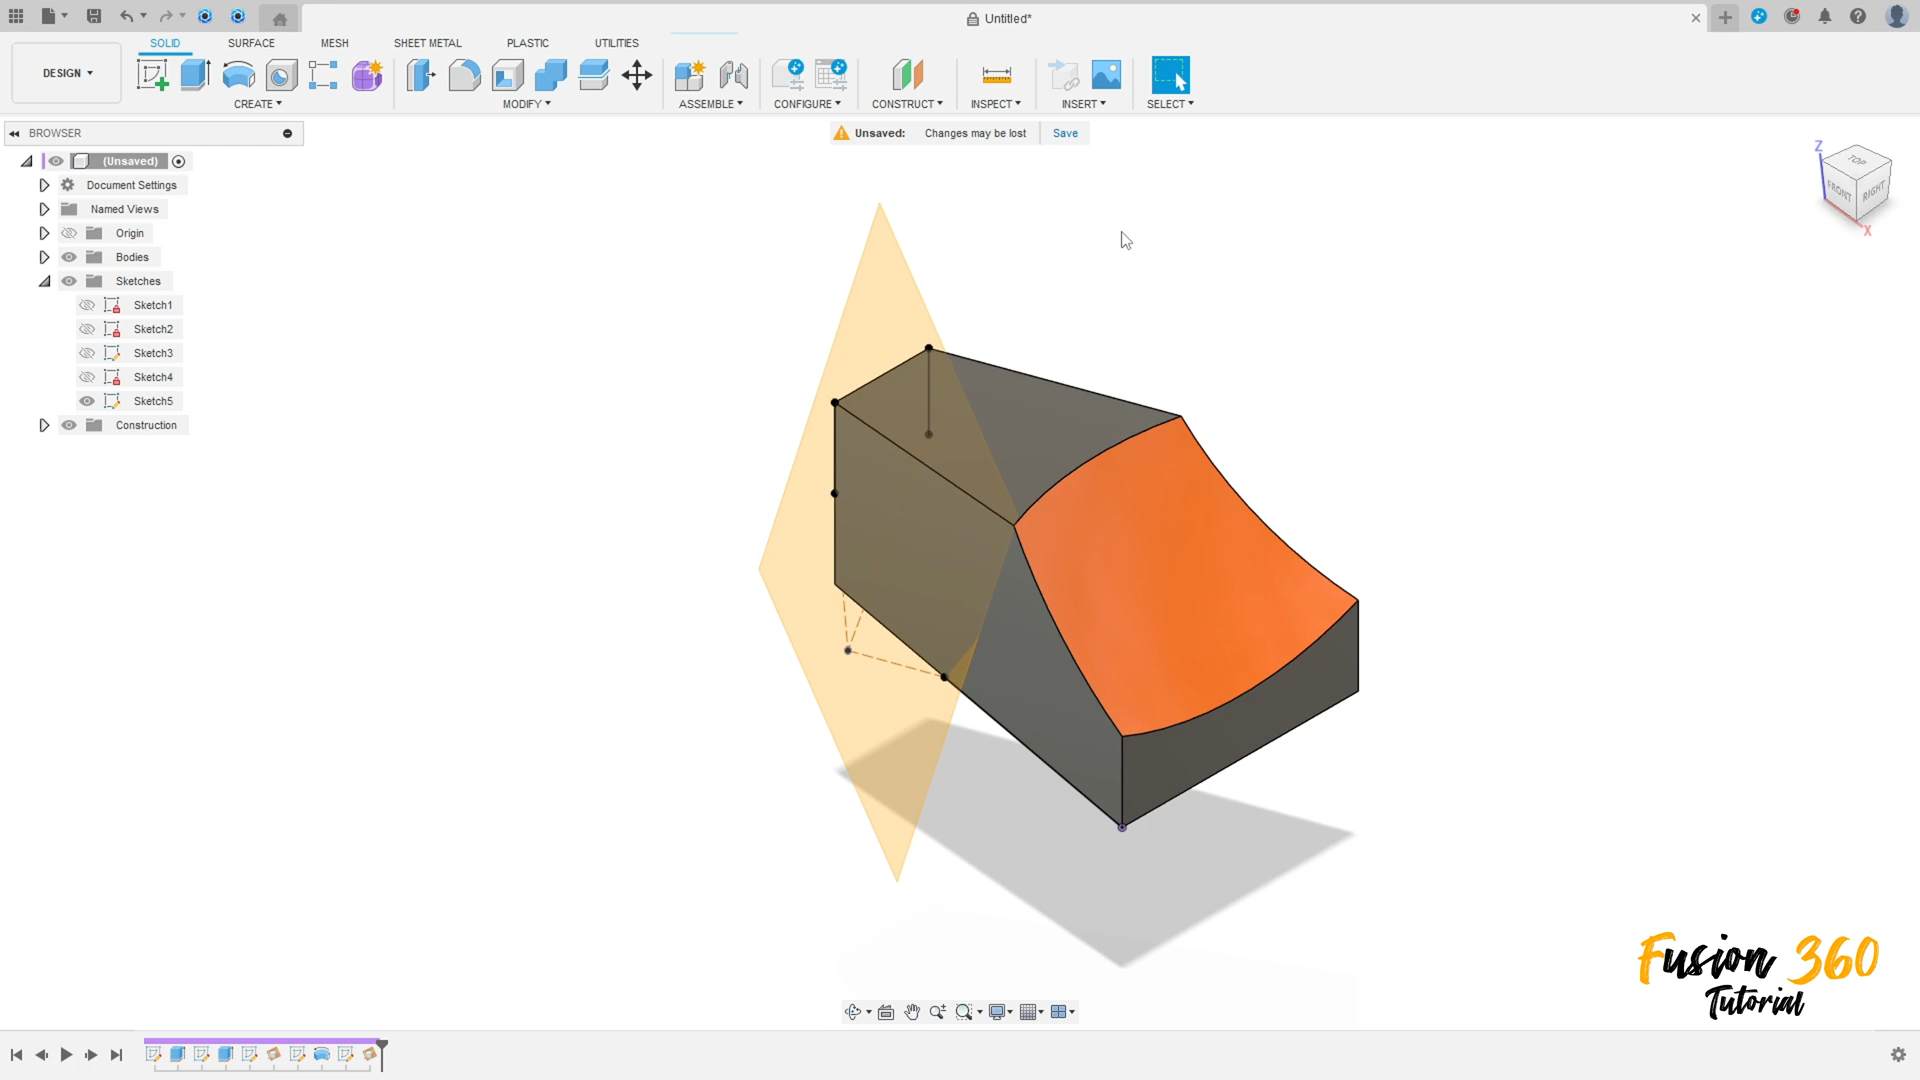 Untitled*
SOLID
SURFACE
MESH
SHEET METAL
PLASTIC
UTILITIES
DESIGN
CREATE
MODIFY
ASSEMBLE
CONFIGURE
CONSTRUCT
INSPECT
INSERT
SELECT
BROWSER
Unsaved: Changes may be lost Save
(Unsaved)
Document Settings
Named Views
Origin
Bodies
Sketches
Sketch1
Sketch2
Sketch3
Sketch4
Sketch5
Construction
Z
TOP
FRONT
RIGHT
X
Fusion 360
Tutorial